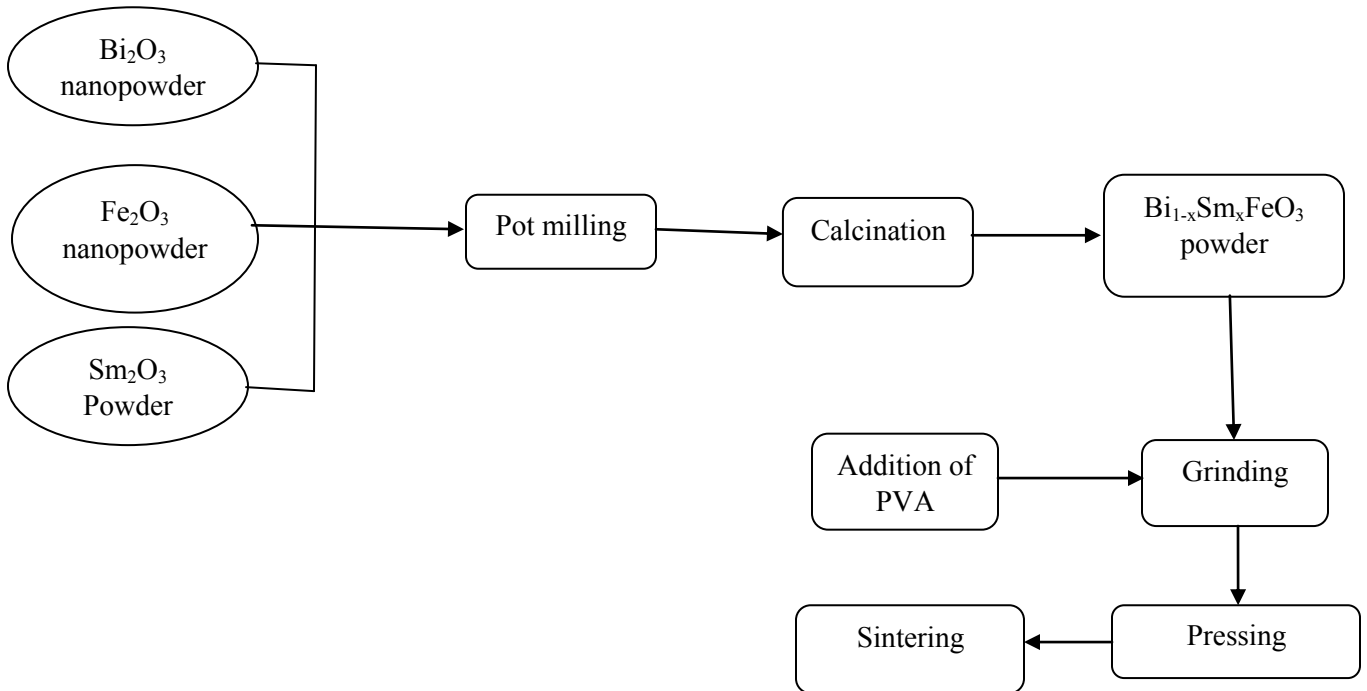 Bi₂O₃
nanopowder
Fe₂O₃
nanopowder
Sm₂O₃
Powder
Pot milling
Calcination
Bi₁₋ₓSmₓFeO₃
powder
Addition of
PVA
Grinding
Sintering
Pressing